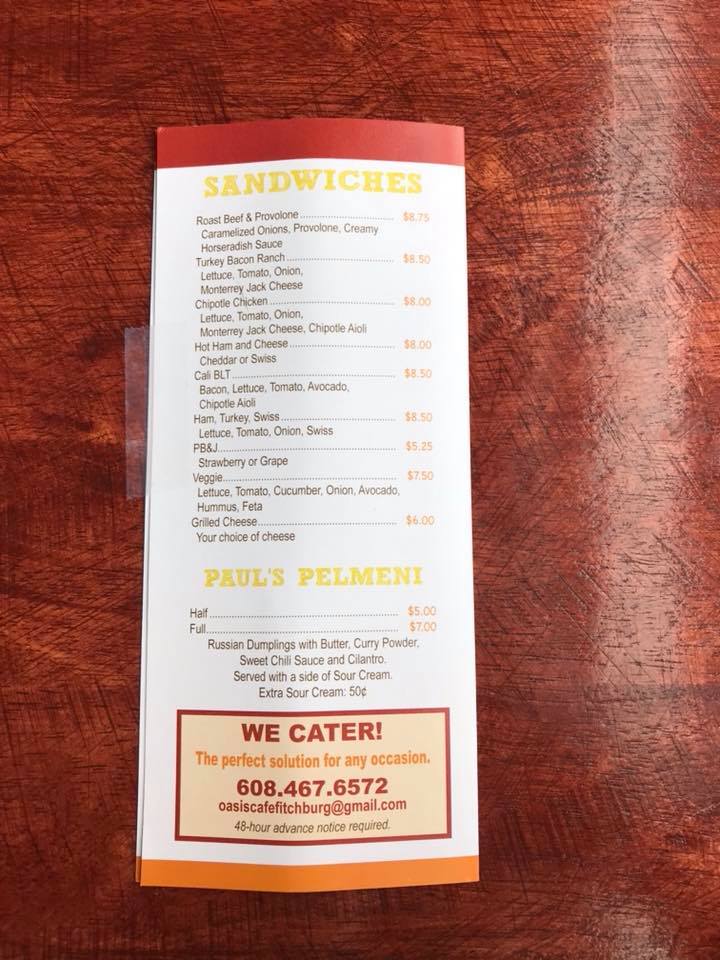 SANDWICHES
Roast Beef & Provolone ........................ $8.75
Caramelized Onions, Provolone, Creamy
Horseradish Sauce
Turkey Bacon Ranch ........................ $8.50
Lettuce, Tomato, Onion,
Monterrey Jack Cheese
Chipotle Chicken ........................ $8.00
Lettuce, Tomato, Onion,
Monterrey Jack Cheese, Chipotle Aioli
Hot Ham and Cheese ........................ $8.00
Cheddar or Swiss
Cali BLT ........................ $8.50
Bacon, Lettuce, Tomato, Avocado,
Chipotle Aioli
Ham, Turkey, Swiss ........................ $8.50
Lettuce, Tomato, Onion, Swiss
PB&J ........................ $5.25
Strawberry or Grape
Veggie ........................ $7.50
Lettuce, Tomato, Cucumber, Onion, Avocado,
Hummus, Feta
Grilled Cheese ........................ $6.00
Your choice of cheese
PAUL'S PELMENI
Half ........................ $5.00
Full ........................ $7.00
Russian Dumplings with Butter, Curry Powder,
Sweet Chili Sauce and Cilantro.
Served with a side of Sour Cream.
Extra Sour Cream: 50¢
WE CATER!
The perfect solution for any occasion.
608.467.6572
oasiscafefitchburg@gmail.com
48-hour advance notice required.